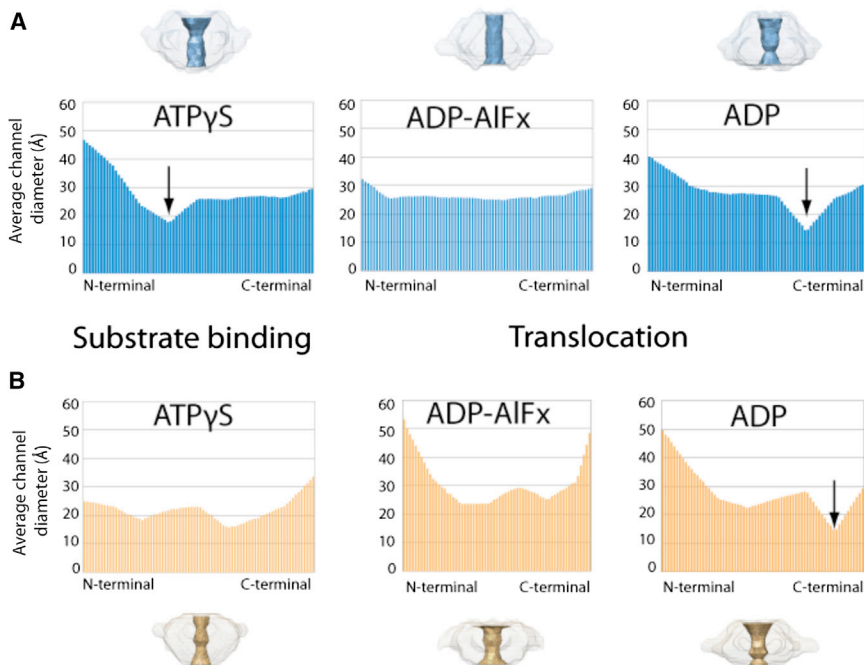 A
ATPγS
ADP-AlFx
ADP
Average channel
diameter (Å)
60
50
40
30
20
10
0
60
50
40
30
20
10
0
60
50
40
30
20
10
0
N-terminal C-terminal
N-terminal C-terminal
N-terminal C-terminal
Substrate binding
Translocation
B
ATPγS
ADP-AlFx
ADP
Average channel
diameter (Å)
60
50
40
30
20
10
0
60
50
40
30
20
10
0
60
50
40
30
20
10
0
N-terminal C-terminal
N-terminal C-terminal
N-terminal C-terminal